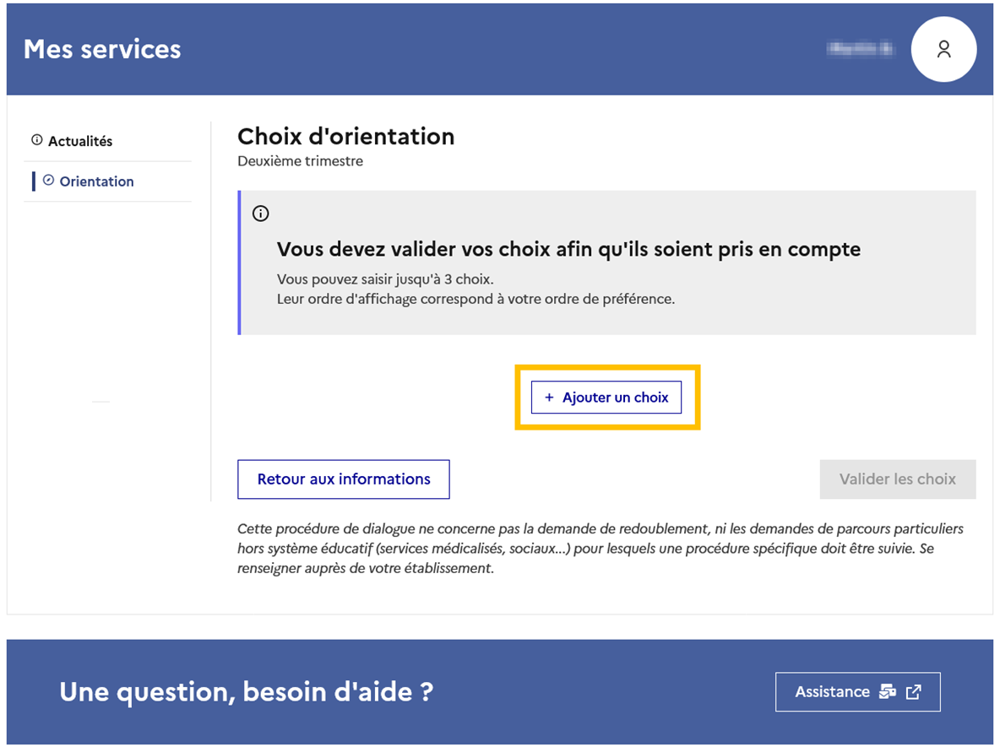 Mes services
Actualités
Orientation
Choix d'orientation
Deuxième trimestre
Vous devez valider vos choix afin qu'ils soient pris en compte
Vous pouvez saisir jusqu'à 3 choix.
Leur ordre d'affichage correspond à votre ordre de préférence.
+ Ajouter un choix
Retour aux informations
Valider les choix
Cette procédure de dialogue ne concerne pas la demande de redoublement, ni les demandes de parcours particuliers
hors système éducatif (services médicalisés, sociaux...) pour lesquels une procédure spécifique doit être suivie. Se
renseigner auprès de votre établissement.
Une question, besoin d'aide ?
Assistance